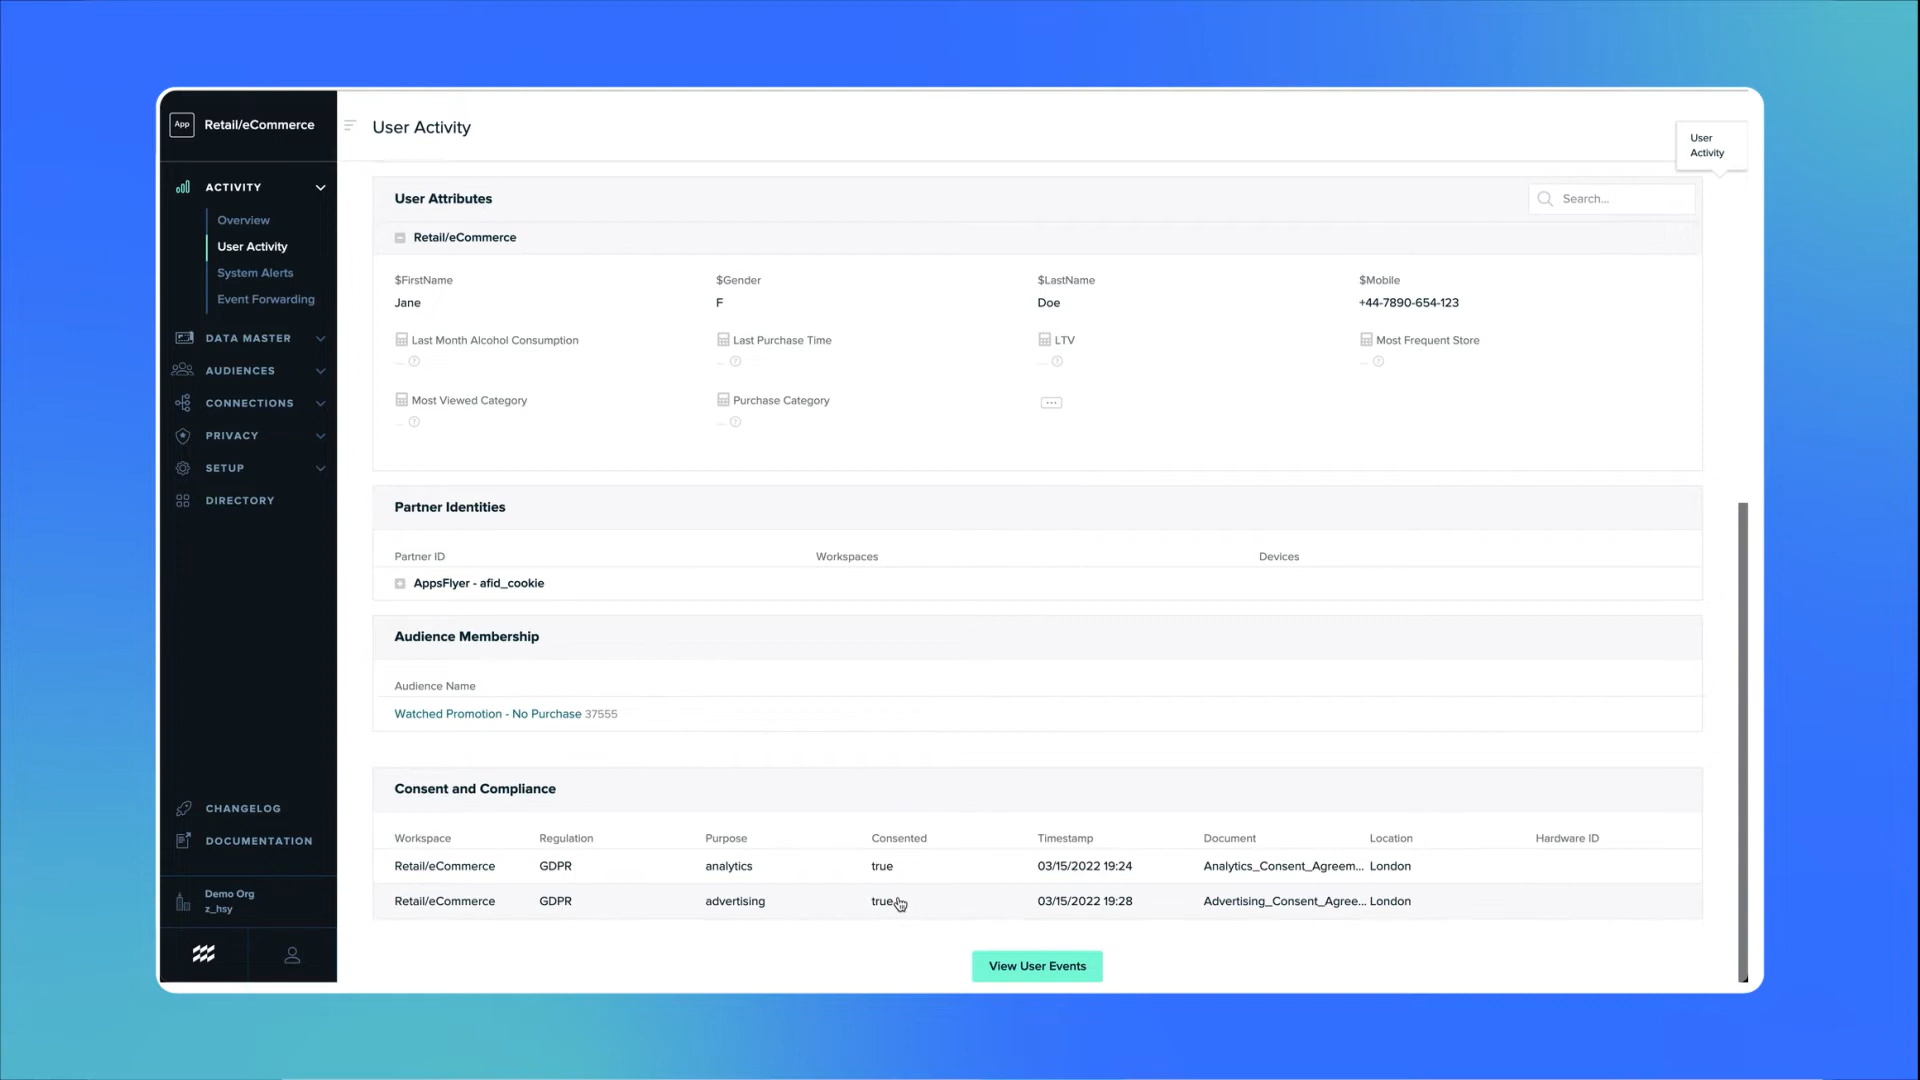 App
Retail/eCommerce
User Activity
User
Activity
ACTIVITY
Overview
User Activity
System Alerts
Event Forwarding
DATA MASTER
AUDIENCES
CONNECTIONS
PRIVACY
SETUP
DIRECTORY
CHANGELOG
DOCUMENTATION
Demo Org
z_hsy
User Attributes
Search...
Retail/eCommerce
$FirstName $Gender $LastName $Mobile
Jane F Doe +44-7890-654-123
Last Month Alcohol Consumption Last Purchase Time LTV Most Frequent Store
... ? ... ? ... ? ... ?
Most Viewed Category Purchase Category ...
... ? ... ?
Partner Identities
Partner ID Workspaces Devices
AppsFlyer - afid_cookie
Audience Membership
Audience Name
Watched Promotion - No Purchase 37555
Consent and Compliance
Workspace Regulation Purpose Consented Timestamp Document Location Hardware ID
Retail/eCommerce GDPR analytics true 03/15/2022 19:24 Analytics_Consent_Agreem... London
Retail/eCommerce GDPR advertising true 03/15/2022 19:28 Advertising_Consent_Agree... London
View User Events